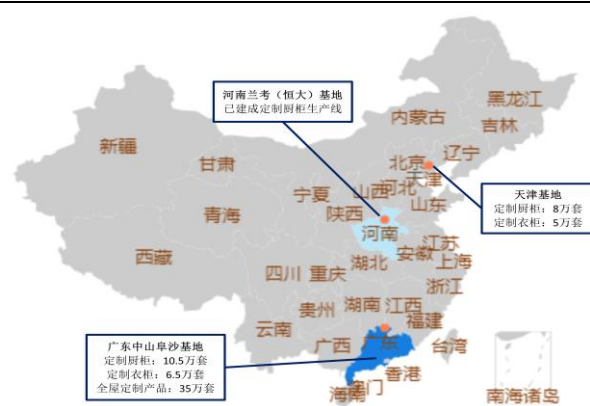 河南兰考（恒大）基地
已建成定制厨柜生产线
黑龙江
内蒙古
吉林
新疆
辽宁
北京
甘肃
天津
河北
山西
宁夏
山东
陕西
青海
天津基地
定制厨柜：8万套
定制衣柜：5万套
河南
江苏
安徽
上海
西藏
湖北
四川
重庆
浙江
湖南
江西
贵州
福建
云南
广东
广西
台湾
广东中山阜沙基地
定制厨柜：10.5万套
定制衣柜：6.5万套
全屋定制产品：35万套
香港
澳门
海南
南海诸岛